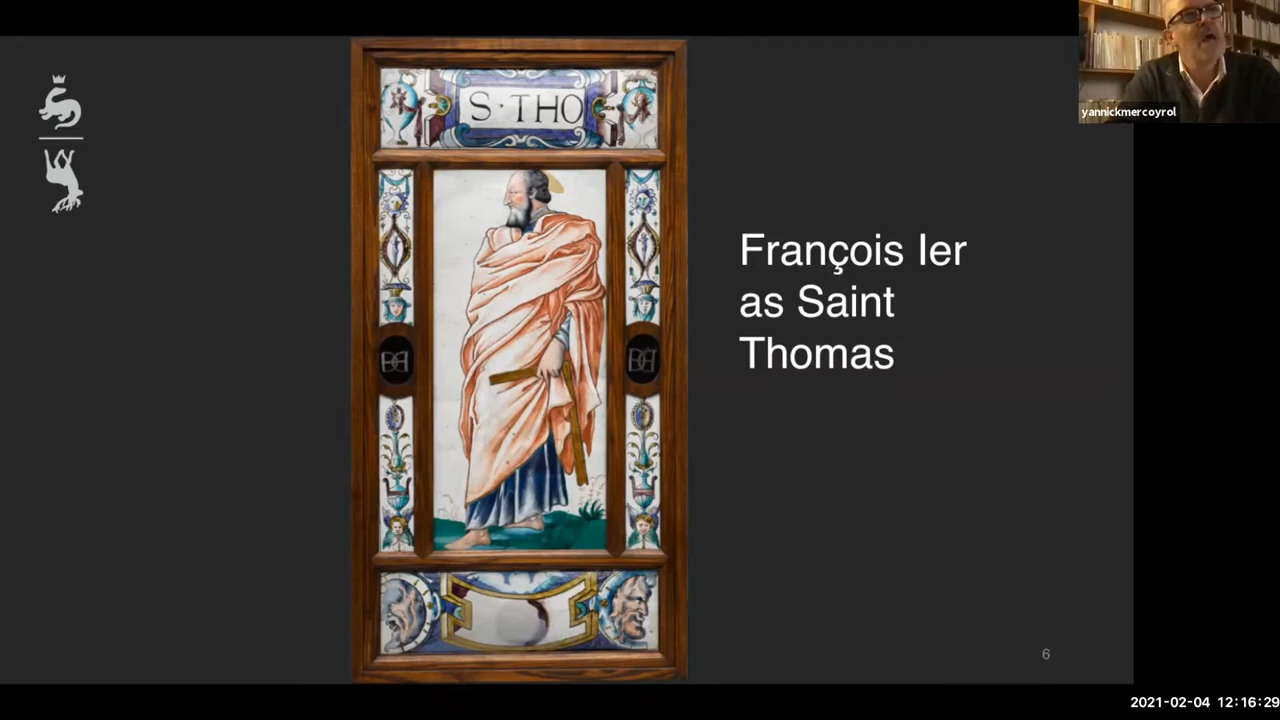 yannickmercoyrol
S·THO
François Ier
as Saint
Thomas
6
2021-02-04 12:16:29